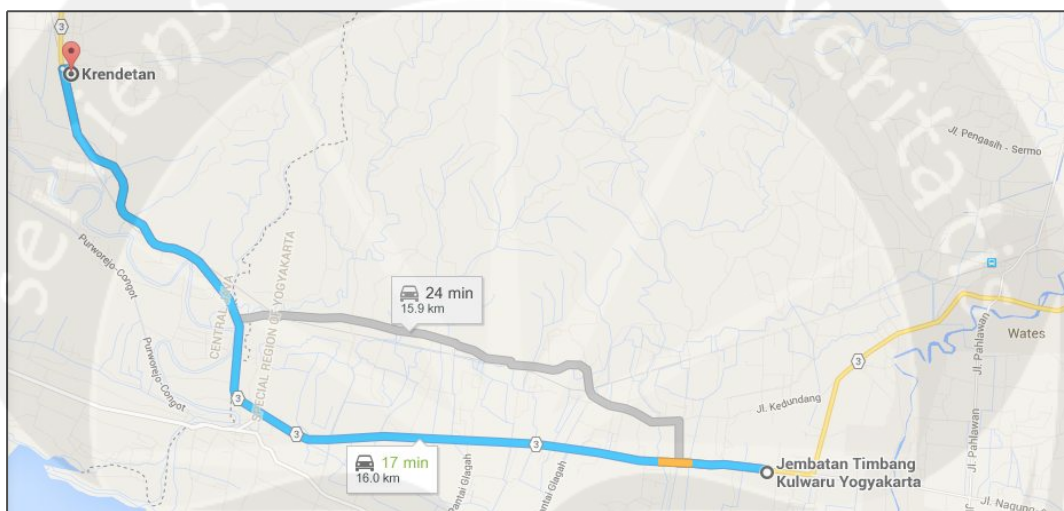 3
Krendetan
Jl. Pengasih - Sermo
Purworejo-Congot
CENTRAL JAVA
SPECIAL REGION OF YOGYAKARTA
24 min
15.9 km
Wates
Jl. Pahlawan
3
Purworejo-Congot
Jl. Kedundang
3
3
3
17 min
16.0 km
Pantai Glagah
Pantai Glagah
Jembatan Timbang
Kulwaru Yogyakarta
Jl. Pahlawan
Jl. Nagung